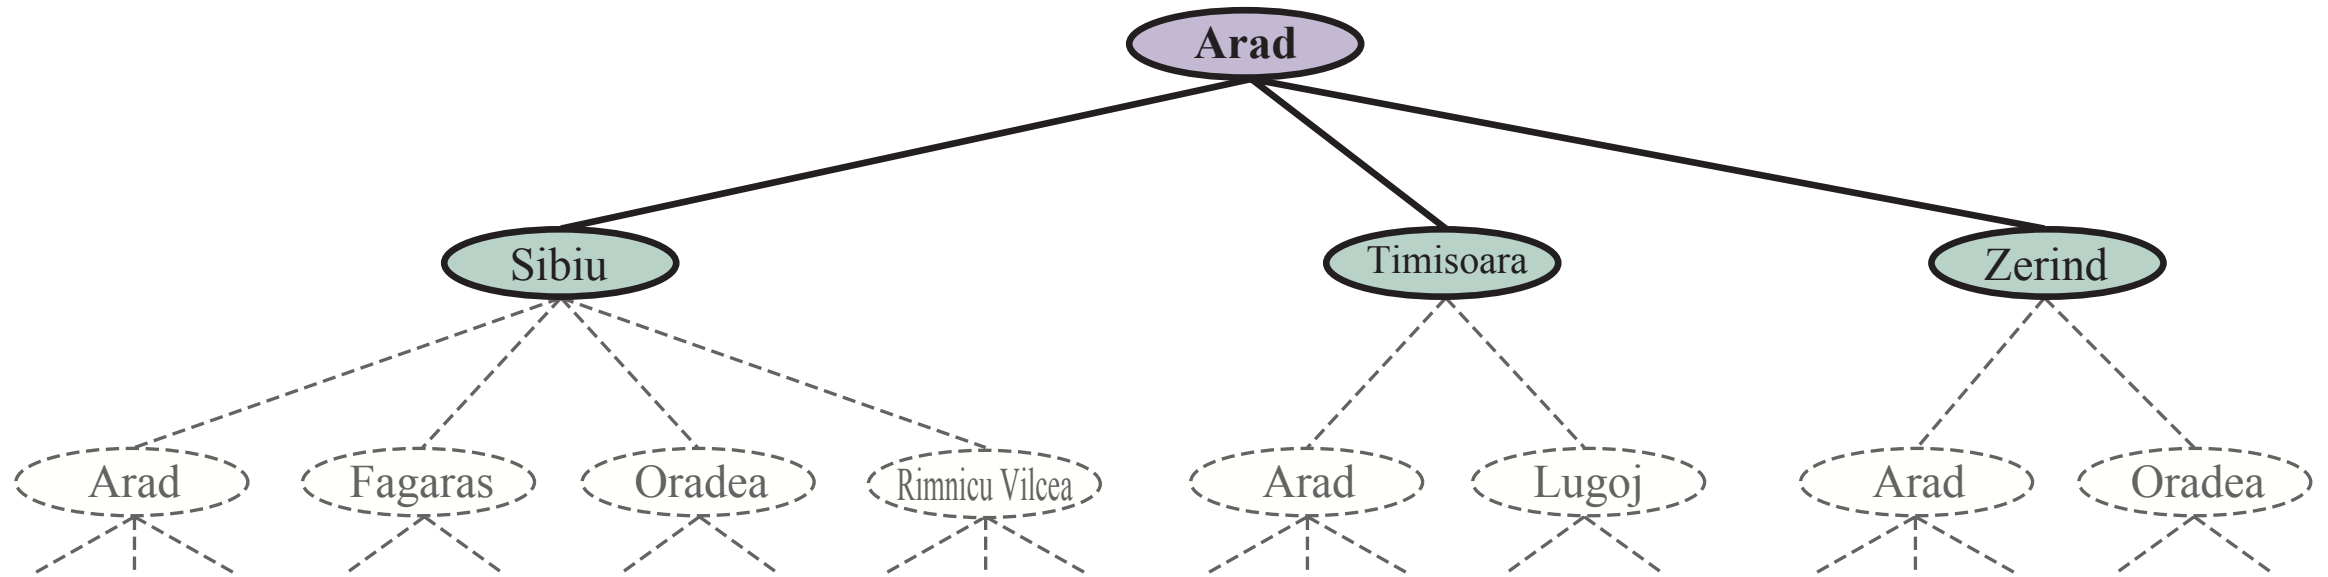 Arad
Sibiu
Timisoara
Zerind
Arad
Fagaras
Oradea
Rimnicu Vilcea
Arad
Lugoj
Arad
Oradea